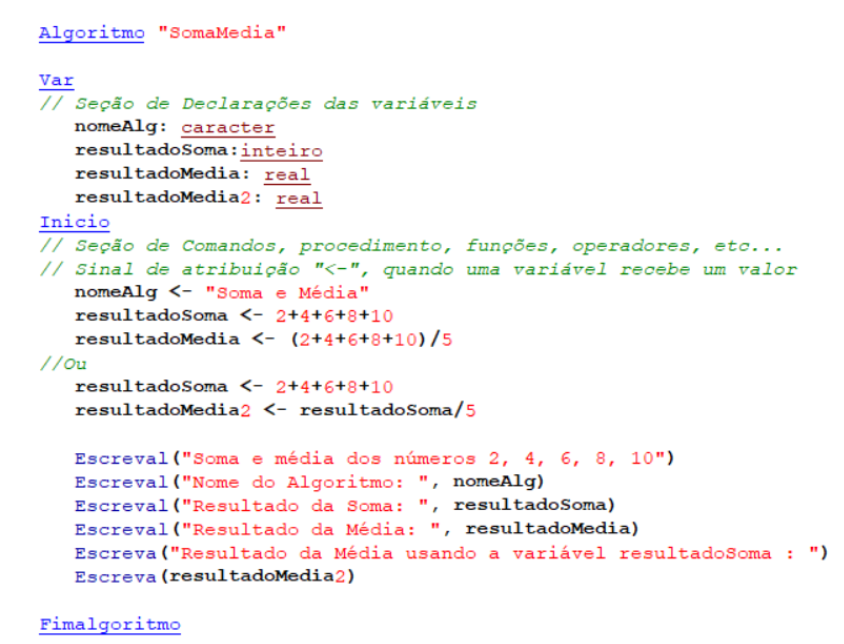 Algoritmo "SomaMedia"
Var
// Seção de Declarações das variáveis
nomeAlg: caracter
resultadoSoma:inteiro
resultadoMedia: real
resultadoMedia2: real
Inicio
// Seção de Comandos, procedimento, funções, operadores, etc...
// Sinal de atribuição "<-", quando uma variável recebe um valor
nomeAlg <- "Soma e Média"
resultadoSoma <- 2+4+6+8+10
resultadoMedia <- (2+4+6+8+10)/5
//Ou
resultadoSoma <- 2+4+6+8+10
resultadoMedia2 <- resultadoSoma/5
Escreval("Soma e média dos números 2, 4, 6, 8, 10")
Escreval("Nome do Algoritmo: ", nomeAlg)
Escreval("Resultado da Soma: ", resultadoSoma)
Escreval("Resultado da Média: ", resultadoMedia)
Escreva("Resultado da Média usando a variável resultadoSoma : ")
Escreva(resultadoMedia2)
Fimalgoritmo